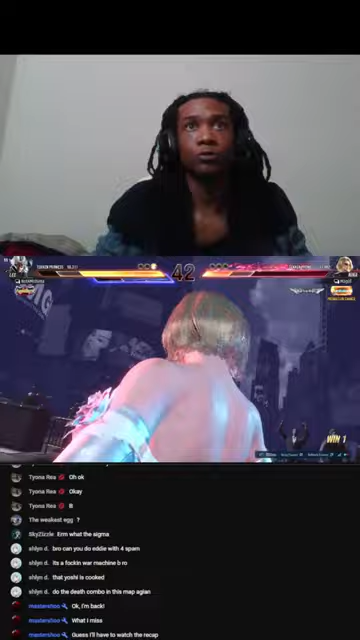 42
LEE
WIN 1
Tyona Rea Oh ok
Tyona Rea Okay
Tyona Rea B
The weakest egg ?
SkyZizzle Erm what the sigma
shlyn d. bro can you do eddie with 4 spam
shlyn d. its a fockin war machine b ro
shlyn d. that yoshi is cooked
shlyn d. do the death combo in this map agian
mastershoo Ok, i'm back!
mastershoo What I miss
mastershoo Guess I'll have to watch the recap